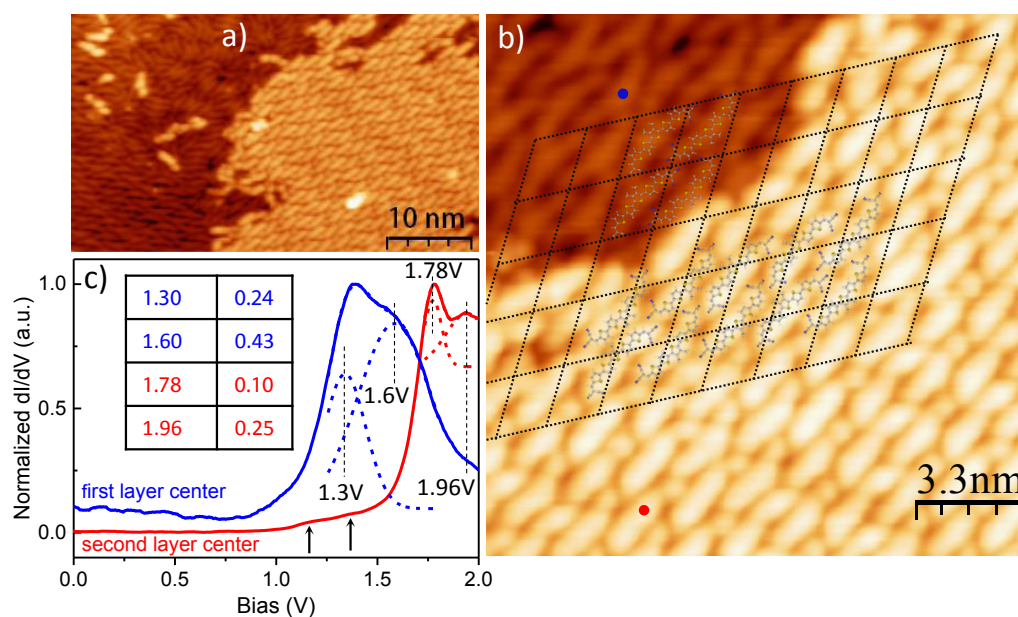 a)
10 nm
b)
3.3nm
c)
Normalized dI/dV (a.u.)
1.0
0.5
0.0
1.30 0.24
1.60 0.43
1.78 0.10
1.96 0.25
1.78V
1.6V
1.3V
1.96V
first layer center
second layer center
0.0 0.5 1.0 1.5 2.0
Bias (V)